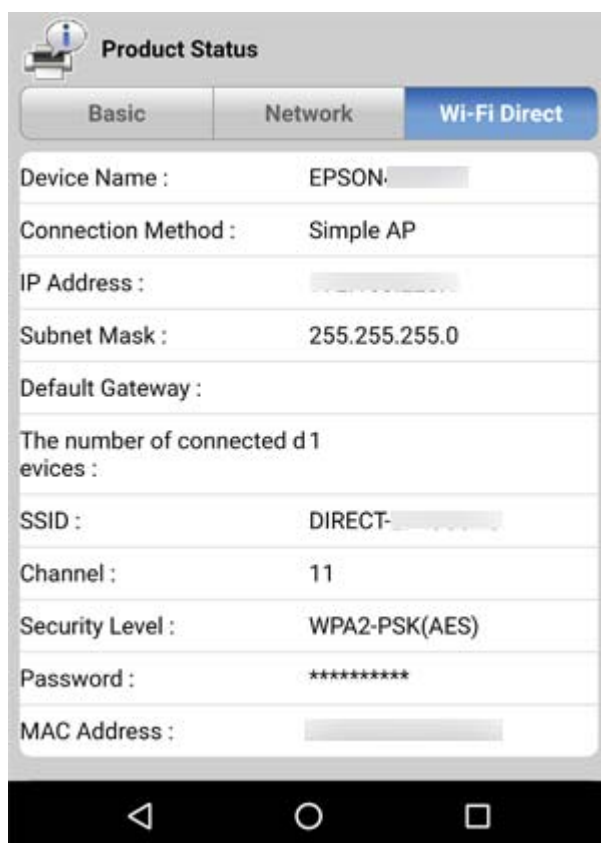 Product Status
Basic Network Wi-Fi Direct
Device Name : EPSON
Connection Method : Simple AP
IP Address :
Subnet Mask : 255.255.255.0
Default Gateway :
The number of connected d 1
evices :
SSID : DIRECT-
Channel : 11
Security Level : WPA2-PSK(AES)
Password : **********
MAC Address :